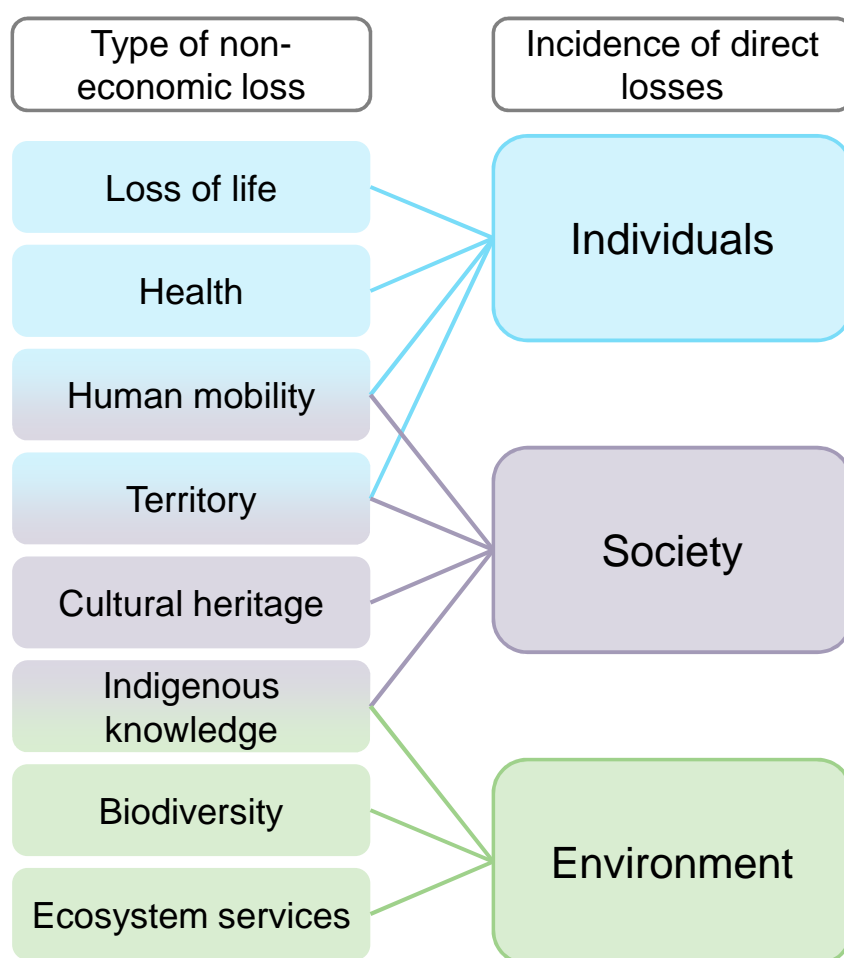 Type of non-
economic loss
Incidence of direct
losses
Loss of life
Health
Human mobility
Territory
Cultural heritage
Indigenous
knowledge
Biodiversity
Ecosystem services
Individuals
Society
Environment